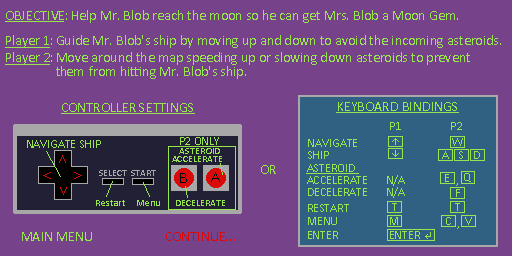 OBJECTIVE: Help Mr. Blob reach the moon so he can get Mrs. Blob a Moon Gem.
Player 1: Guide Mr. Blob's ship by moving up and down to avoid the incoming asteroids.
Player 2: Move around the map speeding up or slowing down asteroids to prevent
them from hitting Mr. Blob's ship.
CONTROLLER SETTINGS
NAVIGATE SHIP
P2 ONLY
ASTEROID
ACCELERATE
SELECT START
B A
Restart Menu
DECELERATE
OR
KEYBOARD BINDINGS
P1 P2
NAVIGATE ↑ W
SHIP ↓ A S D
ASTEROID
ACCELERATE N/A E, Q
DECELERATE N/A F
RESTART T T
MENU M C, V
ENTER ENTER ↵
MAIN MENU CONTINUE...